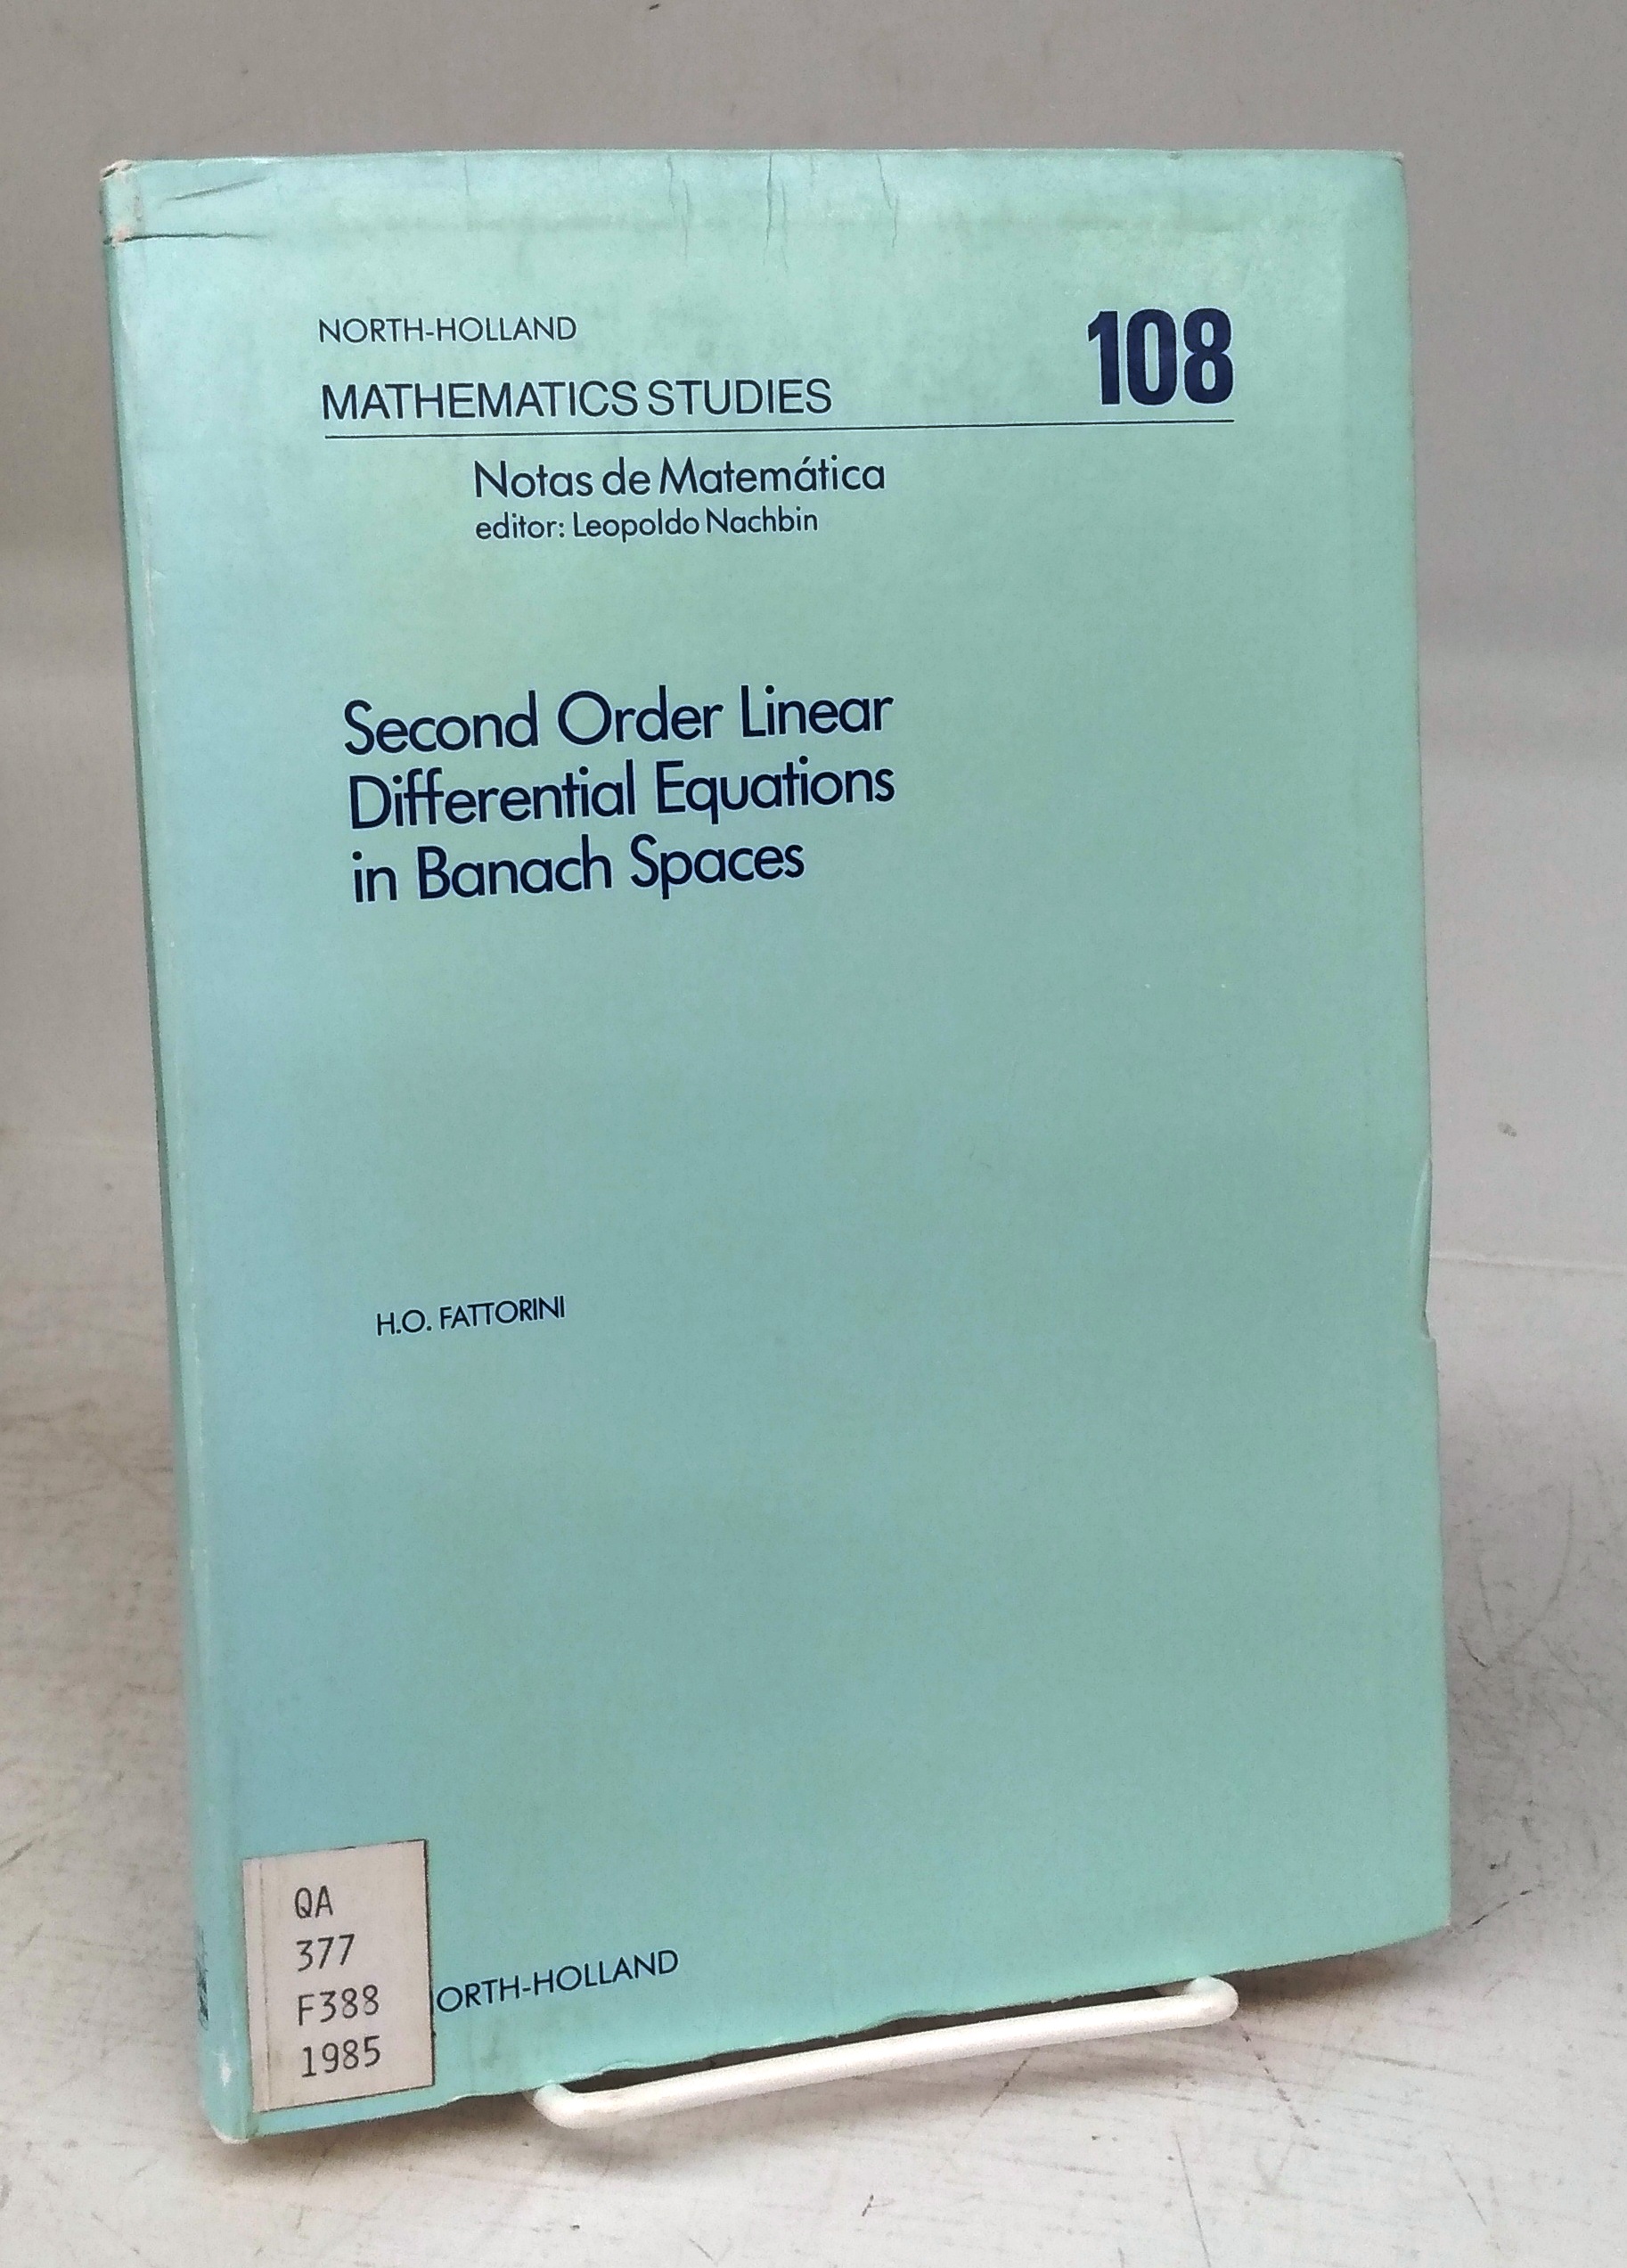 NORTH-HOLLAND
MATHEMATICS STUDIES
108
Notas de Matemática
editor: Leopoldo Nachbin
Second Order Linear
Differential Equations
in Banach Spaces
H.O. FATTORINI
QA
377
F388
1985
ORTH-HOLLAND